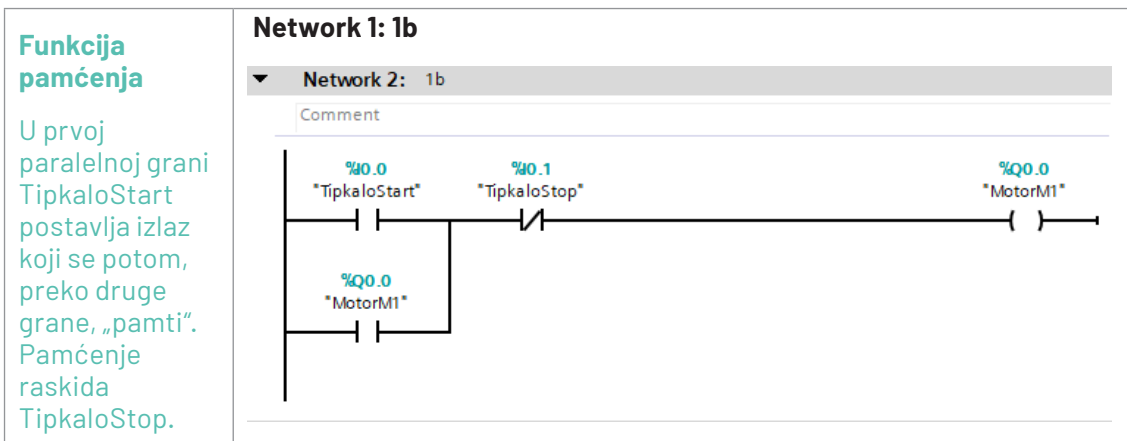 Funkcija
pamćenja
U prvoj
paralelnoj grani
TipkaloStart
postavlja izlaz
koji se potom,
preko druge
grane, „pamti“.
Pamćenje
raskida
TipkaloStop.
Network 1: 1b
Network 2: 1b
Comment
%I0.0
"TipkaloStart"
%I0.1
"TipkaloStop"
%Q0.0
"MotorM1"
%Q0.0
"MotorM1"